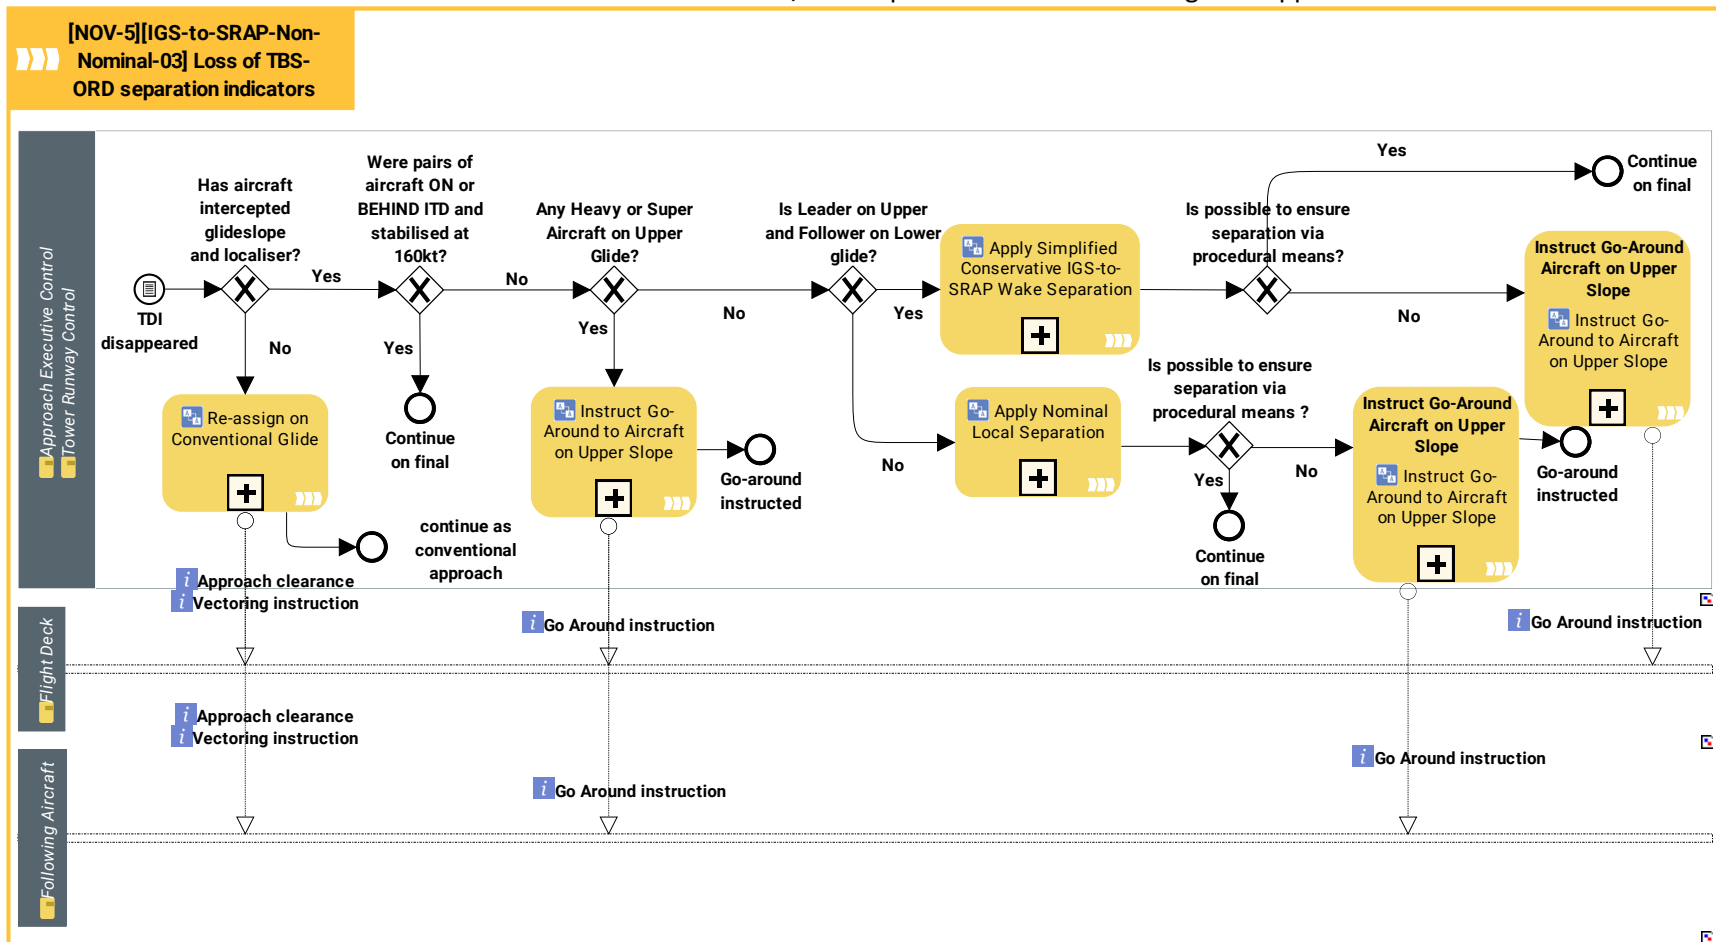 [NOV-5][IGS-to-SRAP-Non-
Nominal-03] Loss of TBS-
ORD separation indicators
Approach Executive Control
Tower Runway Control
TDI
disappeared
Has aircraft
intercepted
glideslope
and localiser?
Yes
No
Re-assign on
Conventional Glide
continue as
conventional
approach
Were pairs of
aircraft ON or
BEHIND ITD and
stabilised at
160kt?
No
Yes
Continue
on final
Any Heavy or Super
Aircraft on Upper
Glide?
No
Yes
Instruct Go-
Around to Aircraft
on Upper Slope
Go-around
instructed
Is Leader on Upper
and Follower on Lower
glide?
Yes
No
Apply Simplified
Conservative IGS-to-
SRAP Wake Separation
Is possible to ensure
separation via
procedural means?
Yes
Continue
on final
No
Instruct Go-Around
Aircraft on Upper
Slope
Instruct Go-
Around to Aircraft
on Upper Slope
Apply Nominal
Local Separation
Is possible to ensure
separation via
procedural means ?
Yes
Continue
on final
No
Instruct Go-Around
Aircraft on Upper
Slope
Instruct Go-
Around to Aircraft
on Upper Slope
Go-around
instructed
Approach clearance
Vectoring instruction
Go Around instruction
Go Around instruction
Flight Deck
Approach clearance
Vectoring instruction
Go Around instruction
Go Around instruction
Following Aircraft